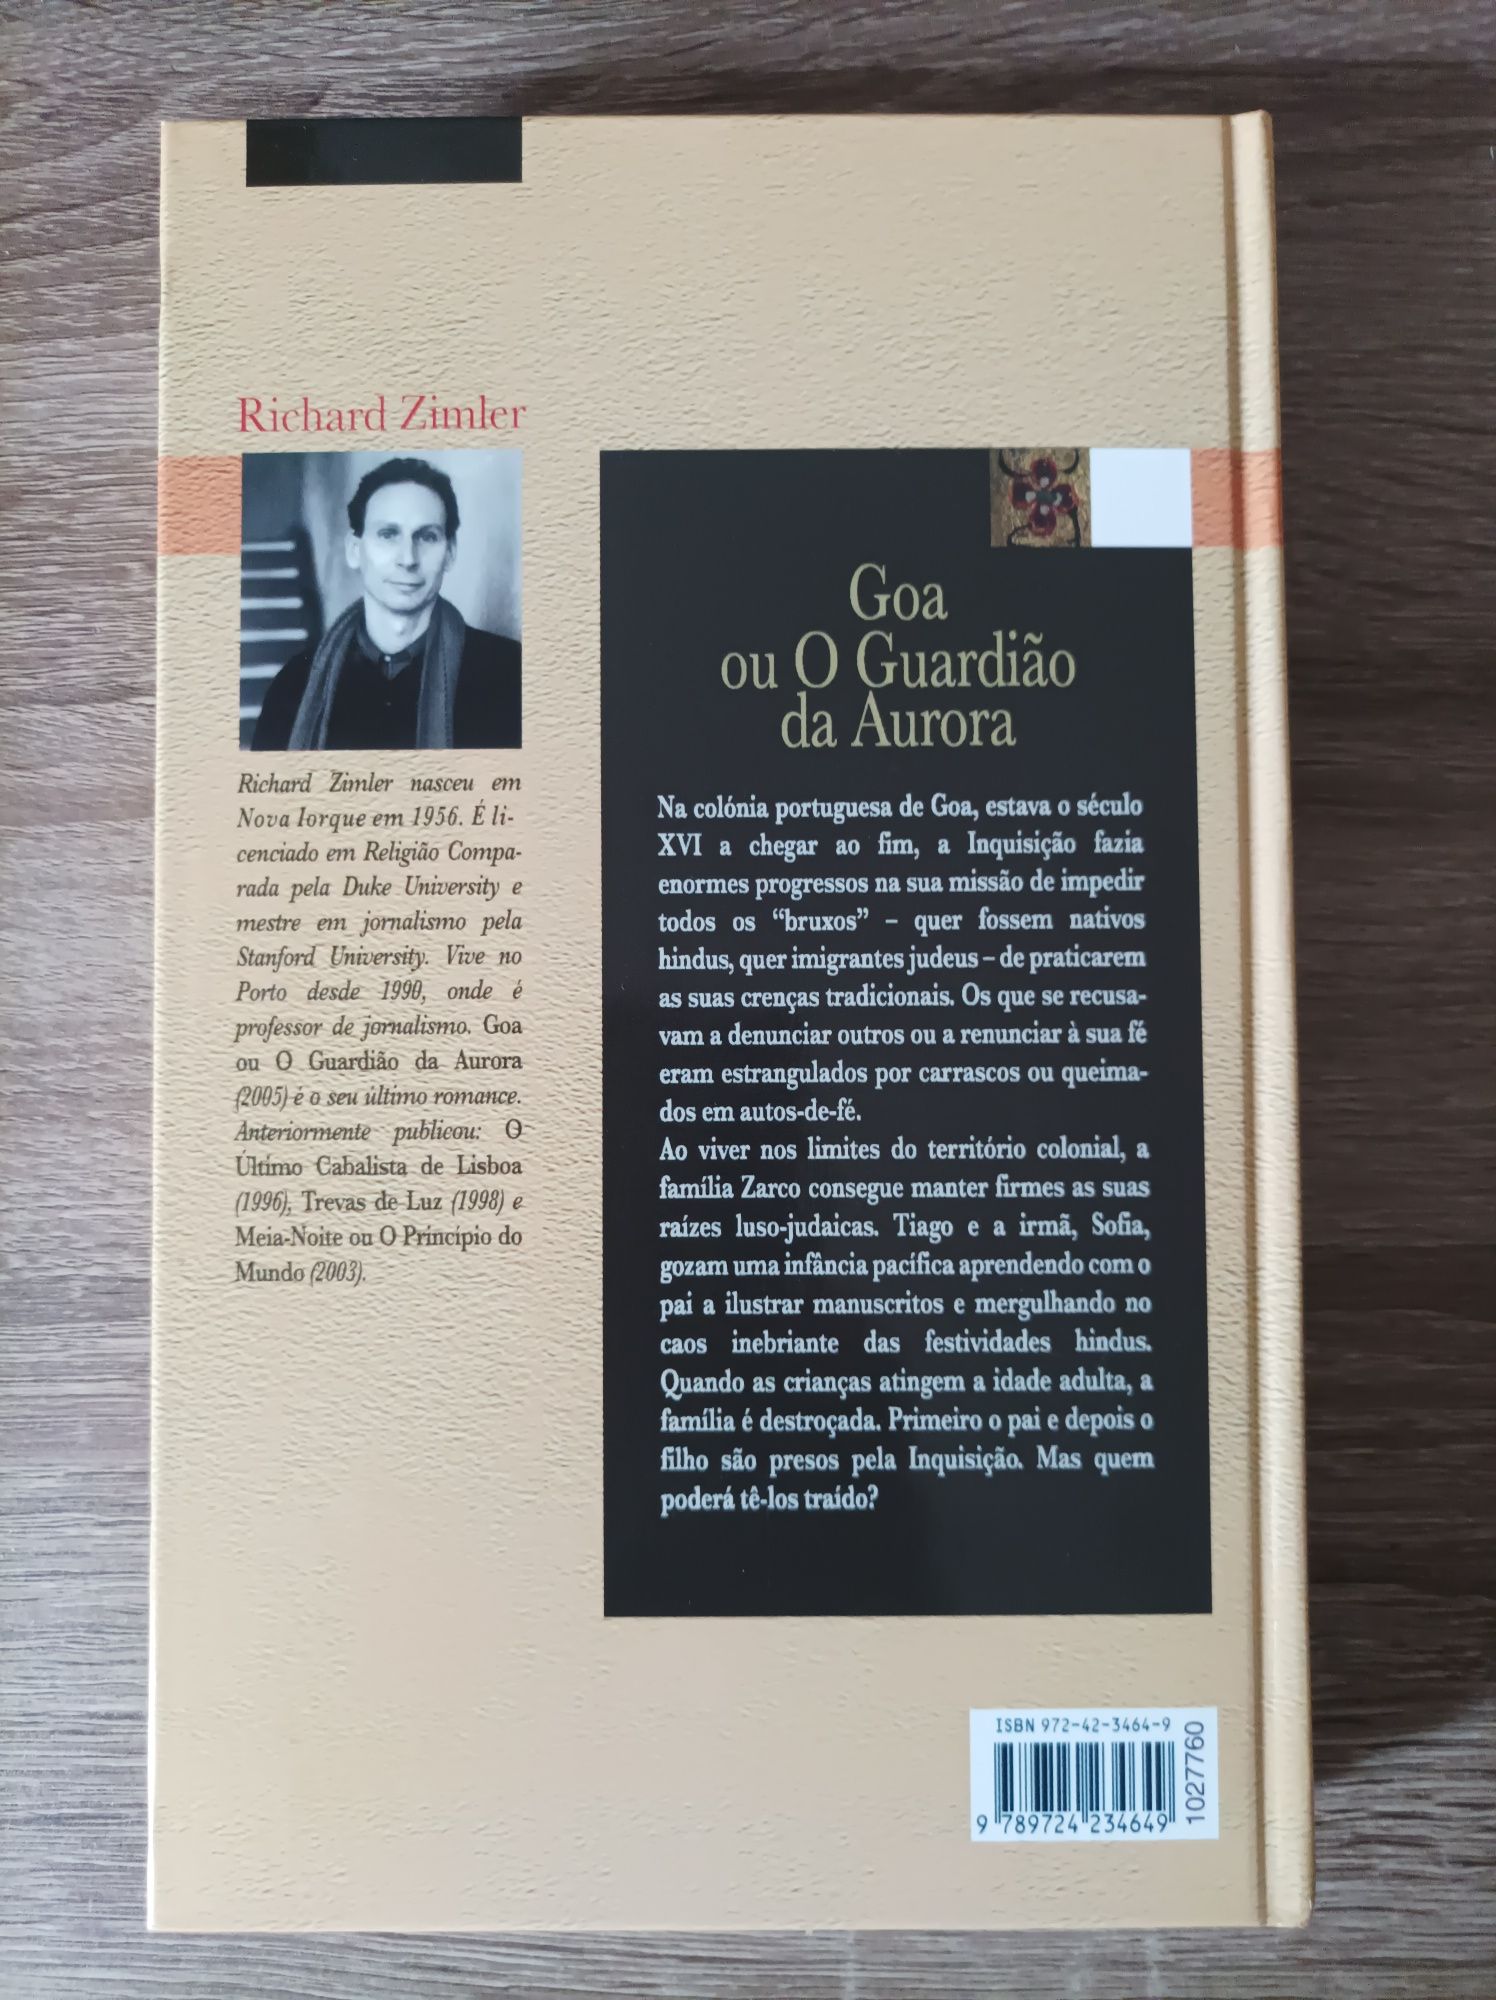 Richard Zimler
Richard Zimler nasceu em
Nova Iorque em 1956. É li-
cenciado em Religião Compa-
rada pela Duke University e
mestre em jornalismo pela
Stanford University. Vive no
Porto desde 1990, onde é
professor de jornalismo. Goa
ou O Guardião da Aurora
(2005) é o seu último romance.
Anteriormente publicou: O
Último Cabalista de Lisboa
(1996), Trevas de Luz (1998) e
Meia-Noite ou O Princípio do
Mundo (2003).
Goa
ou O Guardião
da Aurora
Na colónia portuguesa de Goa, estava o século
XVI a chegar ao fim, a Inquisição fazia
enormes progressos na sua missão de impedir
todos os “bruxos” – quer fossem nativos
hindus, quer imigrantes judeus – de praticarem
as suas crenças tradicionais. Os que se recusa-
vam a denunciar outros ou a renunciar à sua fé
eram estrangulados por carrascos ou queima-
dos em autos-de-fé.
Ao viver nos limites do território colonial, a
família Zarco consegue manter firmes as suas
raízes luso-judaicas. Tiago e a irmã, Sofia,
gozam uma infância pacífica aprendendo com o
pai a ilustrar manuscritos e mergulhando no
caos inebriante das festividades hindus.
Quando as crianças atingem a idade adulta, a
família é destroçada. Primeiro o pai e depois o
filho são presos pela Inquisição. Mas quem
poderá tê-los traído?
ISBN 972-42-3464-9
9 789724 234649
1027760